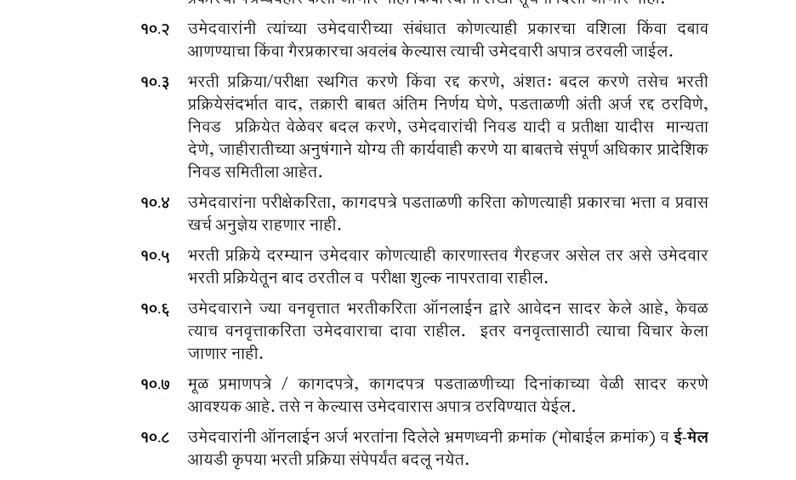 १०.२ उमेदवारांनी त्यांच्या उमेदवारीच्या संबंधात कोणत्याही प्रकारचा वशिला किंवा दबाव
आणण्याचा किंवा गैरप्रकारचा अवलंब केल्यास त्याची उमेदवारी अपात्र ठरवली जाईल.
१०.३ भरती प्रक्रिया/परीक्षा स्थगित करणे किंवा रद्द करणे, अंशतः बदल करणे तसेच भरती
प्रक्रियेसंदर्भात वाद, तक्रारी बाबत अंतिम निर्णय घेणे, पडताळणी अंती अर्ज रद्द ठरविणे,
निवड प्रक्रियेत वेळेवर बदल करणे, उमेदवारांची निवड यादी व प्रतीक्षा यादीस मान्यता
देणे, जाहीरातीच्या अनुषंगाने योग्य ती कार्यवाही करणे या बाबतचे संपूर्ण अधिकार प्रादेशिक
निवड समितीला आहेत.
१०.४ उमेदवारांना परीक्षेकरिता, कागदपत्रे पडताळणी करिता कोणत्याही प्रकारचा भत्ता व प्रवास
खर्च अनुज्ञेय राहणार नाही.
१०.५ भरती प्रक्रिये दरम्यान उमेदवार कोणत्याही कारणास्तव गैरहजर असेल तर असे उमेदवार
भरती प्रक्रियेतून बाद ठरतील व परीक्षा शुल्क नापरतावा राहील.
१०.६ उमेदवाराने ज्या वनवृत्तात भरतीकरिता ऑनलाईन द्वारे आवेदन सादर केले आहे, केवळ
त्याच वनवृत्ताकरिता उमेदवाराचा दावा राहील. इतर वनवृत्तासाठी त्याचा विचार केला
जाणार नाही.
१०.७ मूळ प्रमाणपत्रे / कागदपत्रे, कागदपत्र पडताळणीच्या दिनांकाच्या वेळी सादर करणे
आवश्यक आहे. तसे न केल्यास उमेदवारास अपात्र ठरविण्यात येईल.
१०.८ उमेदवारांनी ऑनलाईन अर्ज भरतांना दिलेले भ्रमणध्वनी क्रमांक (मोबाईल क्रमांक) व ई-मेल
आयडी कृपया भरती प्रक्रिया संपेपर्यंत बदलू नयेत.